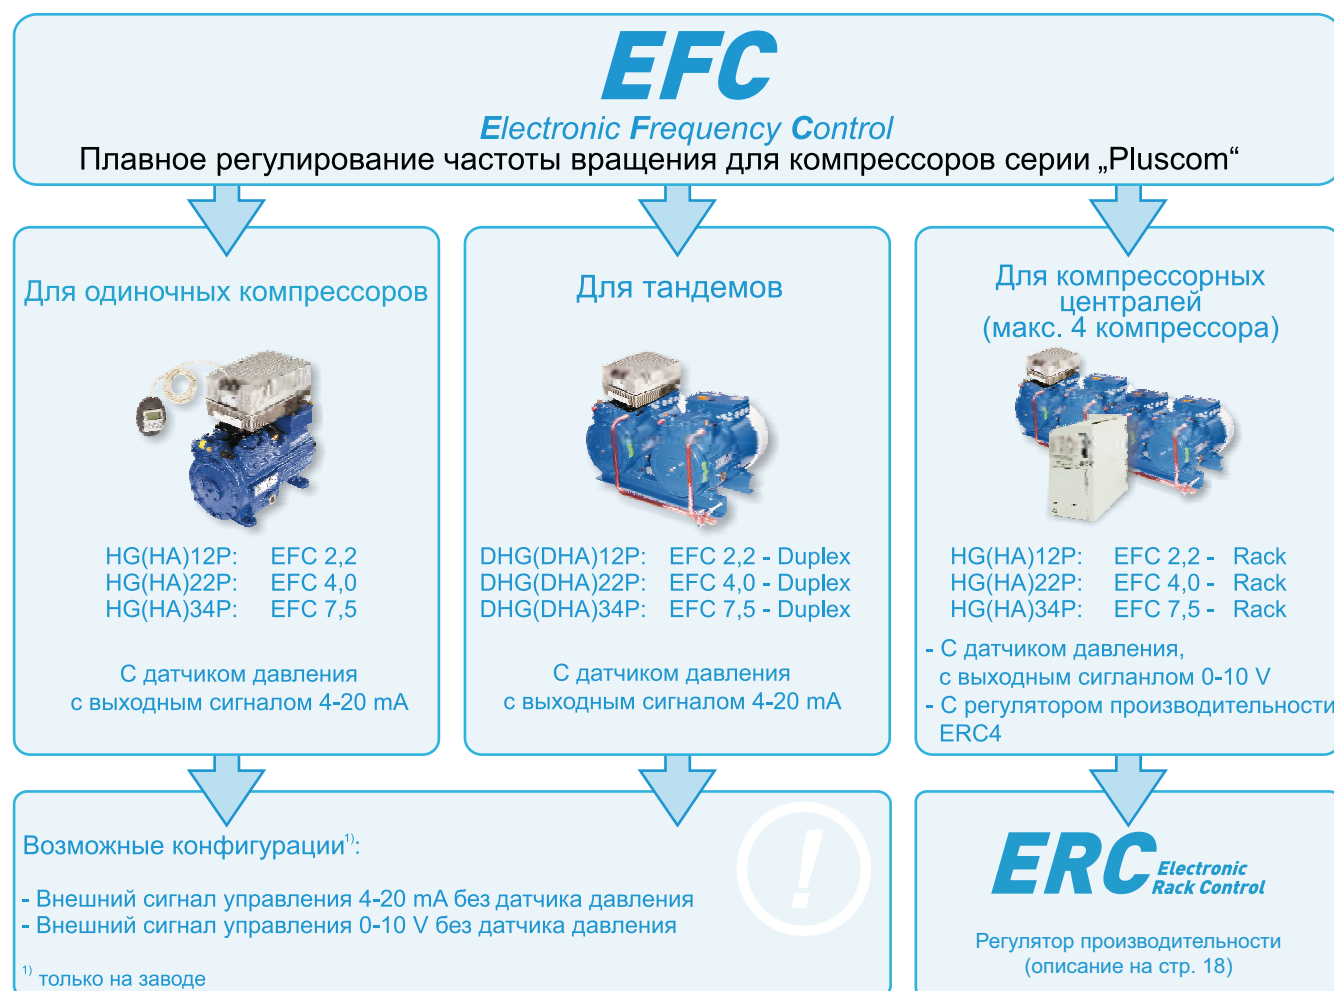 EFC
Electronic Frequency Control
Плавное регулирование частоты вращения для компрессоров серии „Pluscom“
Для одиночных компрессоров
HG(HA)12P: EFC 2,2
HG(HA)22P: EFC 4,0
HG(HA)34P: EFC 7,5
С датчиком давления
с выходным сигналом 4-20 mA
Для тандемов
DHG(DHA)12P: EFC 2,2 - Duplex
DHG(DHA)22P: EFC 4,0 - Duplex
DHG(DHA)34P: EFC 7,5 - Duplex
С датчиком давления
с выходным сигналом 4-20 mA
Для компрессорных
централей
(макс. 4 компрессора)
HG(HA)12P: EFC 2,2 - Rack
HG(HA)22P: EFC 4,0 - Rack
HG(HA)34P: EFC 7,5 - Rack
- С датчиком давления,
с выходным сигланлом 0-10 V
- С регулятором производительности
ERC4
Возможные конфигурации¹⁾:
- Внешний сигнал управления 4-20 mA без датчика давления
- Внешний сигнал управления 0-10 V без датчика давления
¹⁾ только на заводе
!
ERC Electronic
Rack Control
Регулятор производительности
(описание на стр. 18)